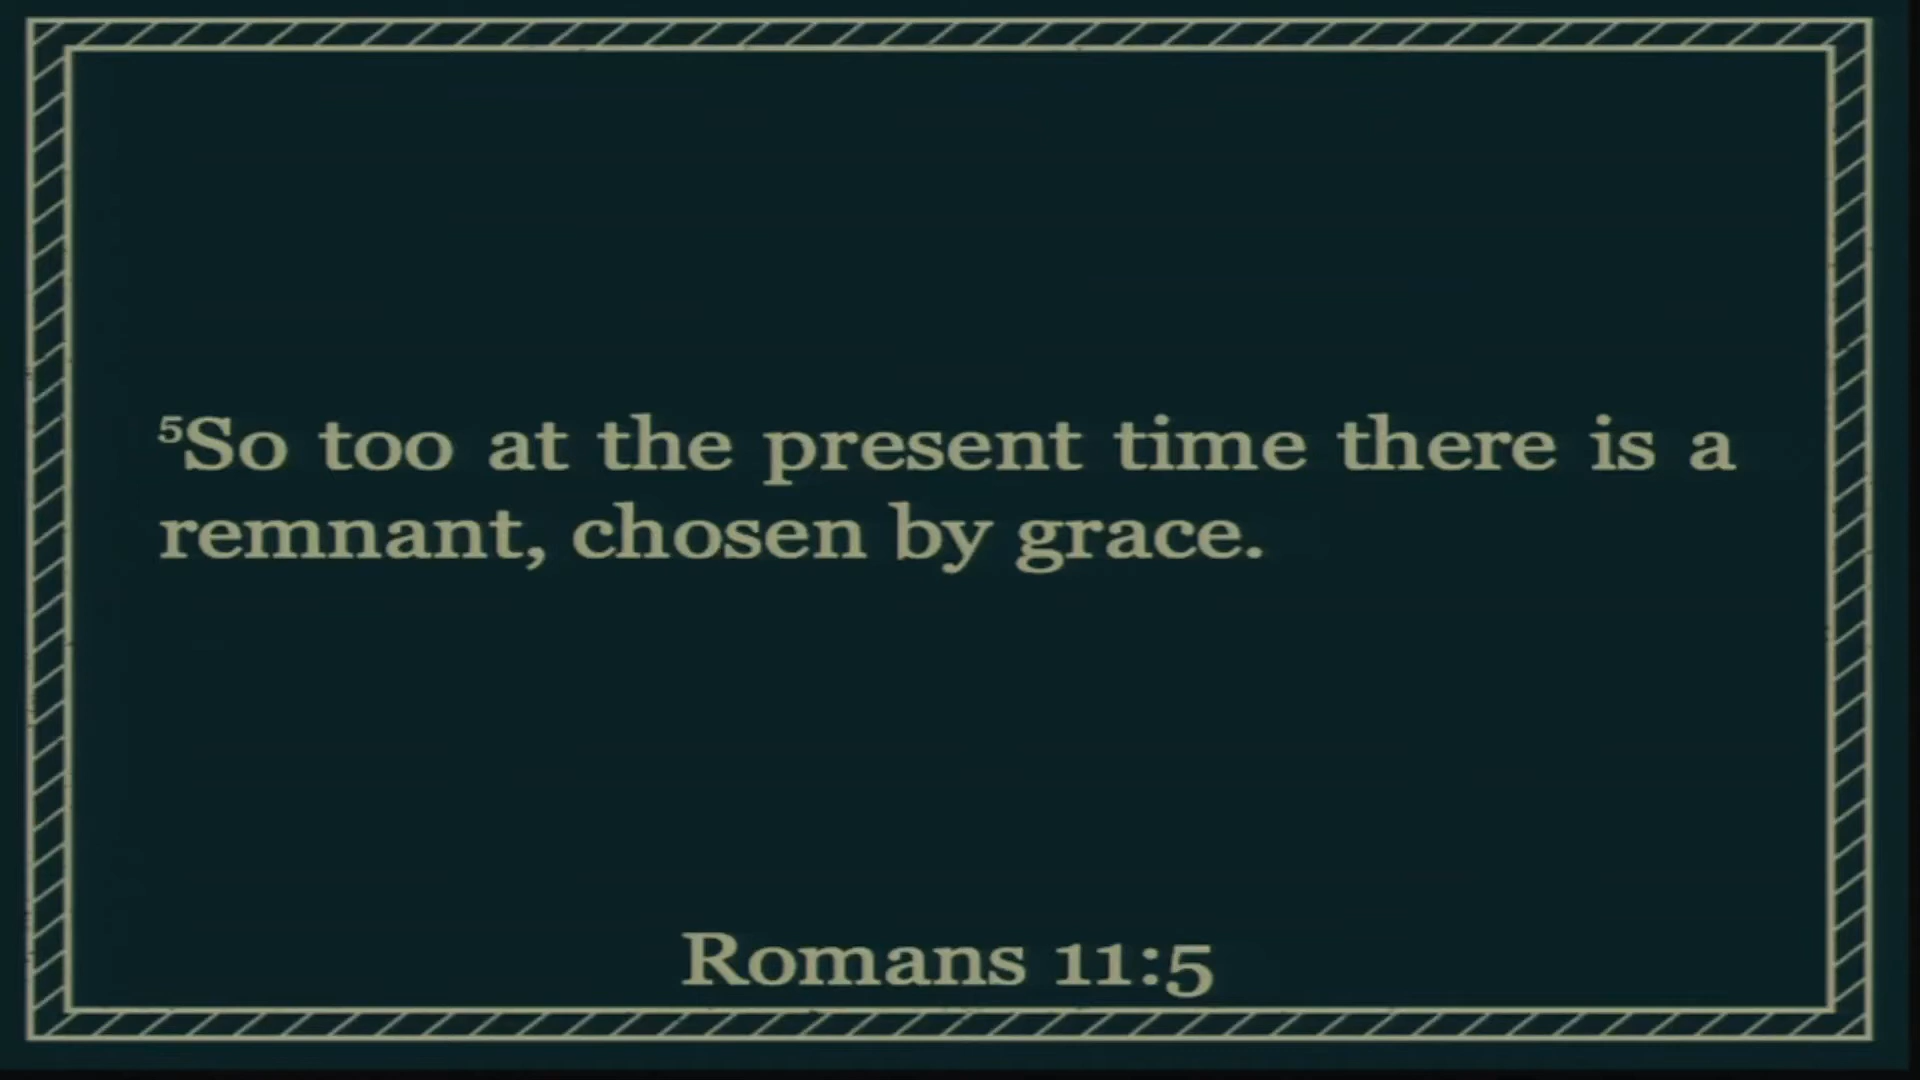 ⁵So too at the present time there is a
remnant, chosen by grace.
Romans 11:5